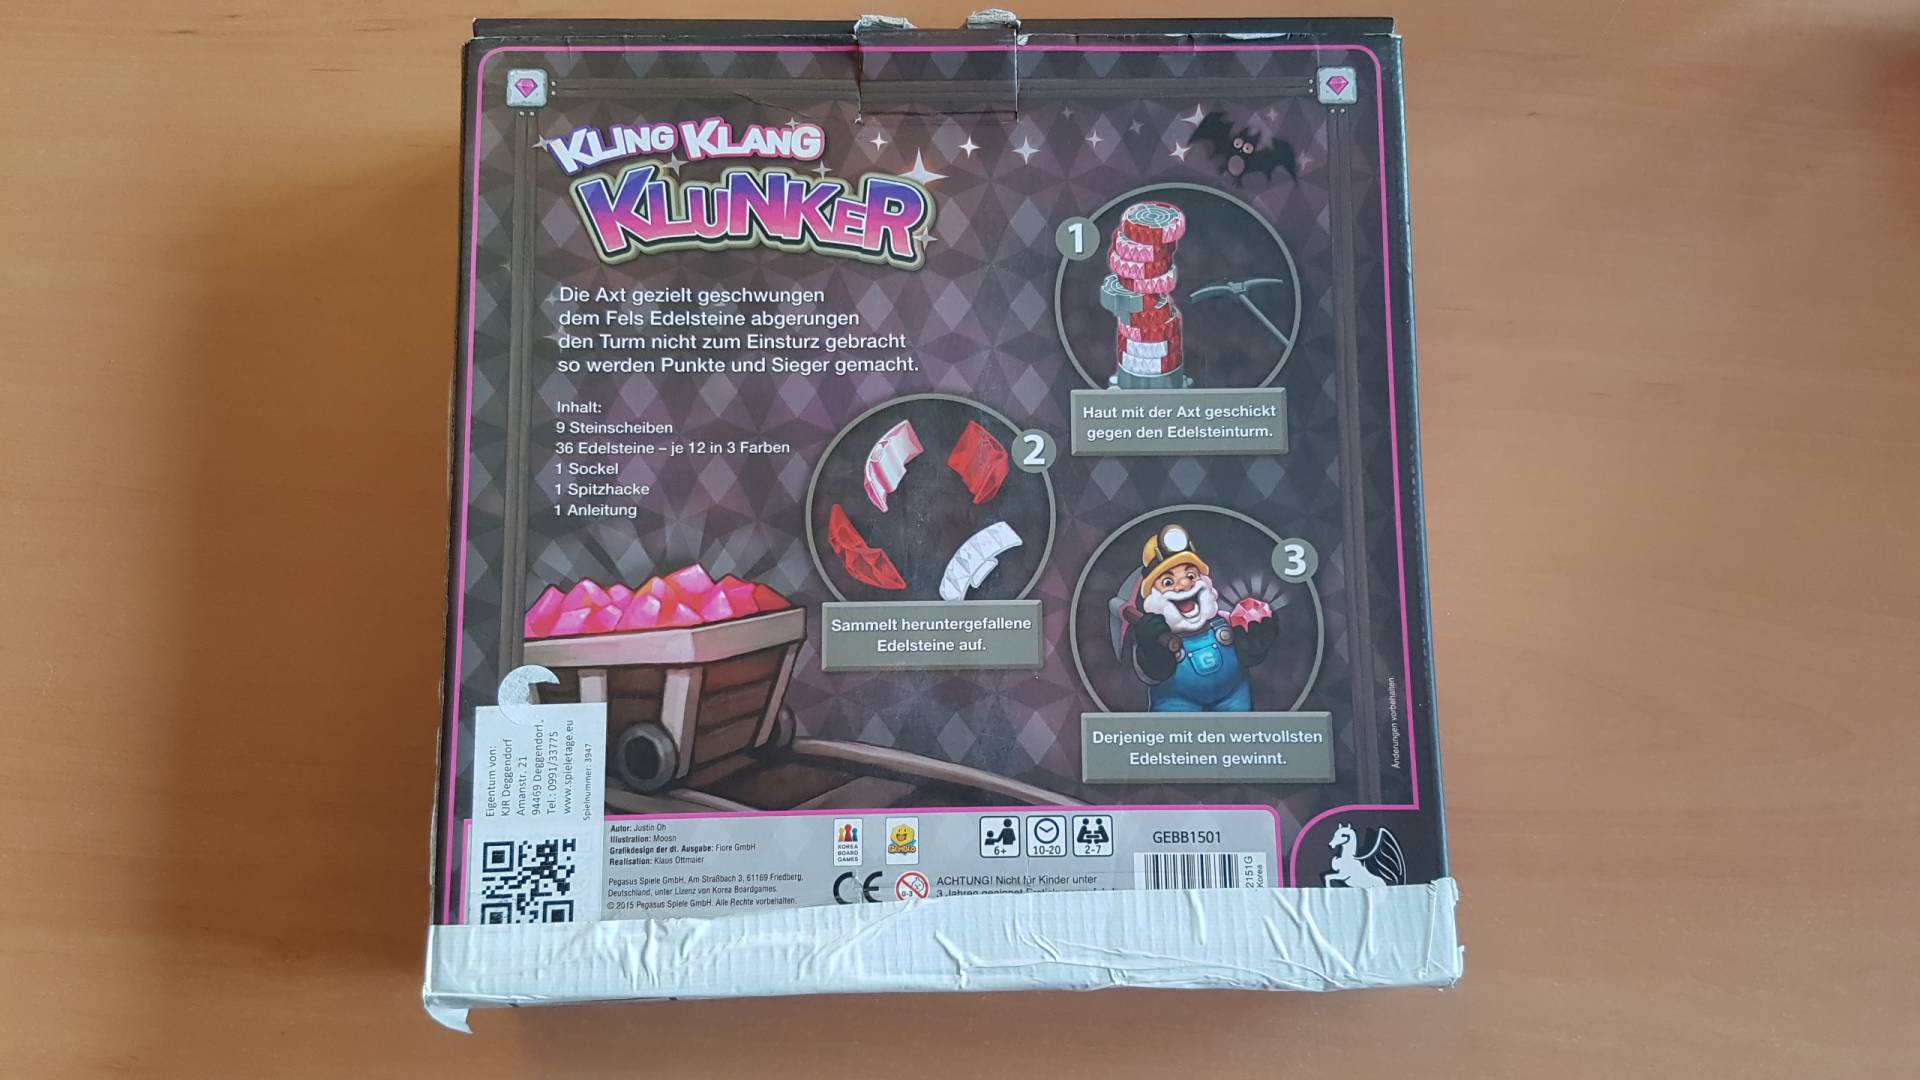 KLING KLANG
KLUNKER
Die Axt gezielt geschwungen
dem Fels Edelsteine abgerungen
den Turm nicht zum Einsturz gebracht
so werden Punkte und Sieger gemacht.
Inhalt:
9 Steinscheiben
36 Edelsteine – je 12 in 3 Farben
1 Sockel
1 Spitzhacke
1 Anleitung
1
Haut mit der Axt geschickt
gegen den Edelsteinturm.
2
Sammelt heruntergefallene
Edelsteine auf.
3
G
Derjenige mit den wertvollsten
Edelsteinen gewinnt.
Änderungen vorbehalten.
Eigentum von:
KJR Deggendorf
Amanstr. 21
94469 Deggendorf.
Tel.: 0991/33775
www.spieletage.eu
Spielnummer: 3947
Autor: Justin Oh
Illustration: Moosn
Grafikdesign der dt. Ausgabe: Fiore GmbH
Realisation: Klaus Ottmaier
Pegasus Spiele GmbH, Am Straßbach 3, 61169 Friedberg,
Deutschland, unter Lizenz von Korea Boardgames.
© 2015 Pegasus Spiele GmbH. Alle Rechte vorbehalten.
KOREA
BOARD
GAMES
GEMBLO
6+
10-20
2-7
CE
0-3
ACHTUNG! Nicht für Kinder unter
3 Jahren geeignet
GEBB1501
2151G
Korea